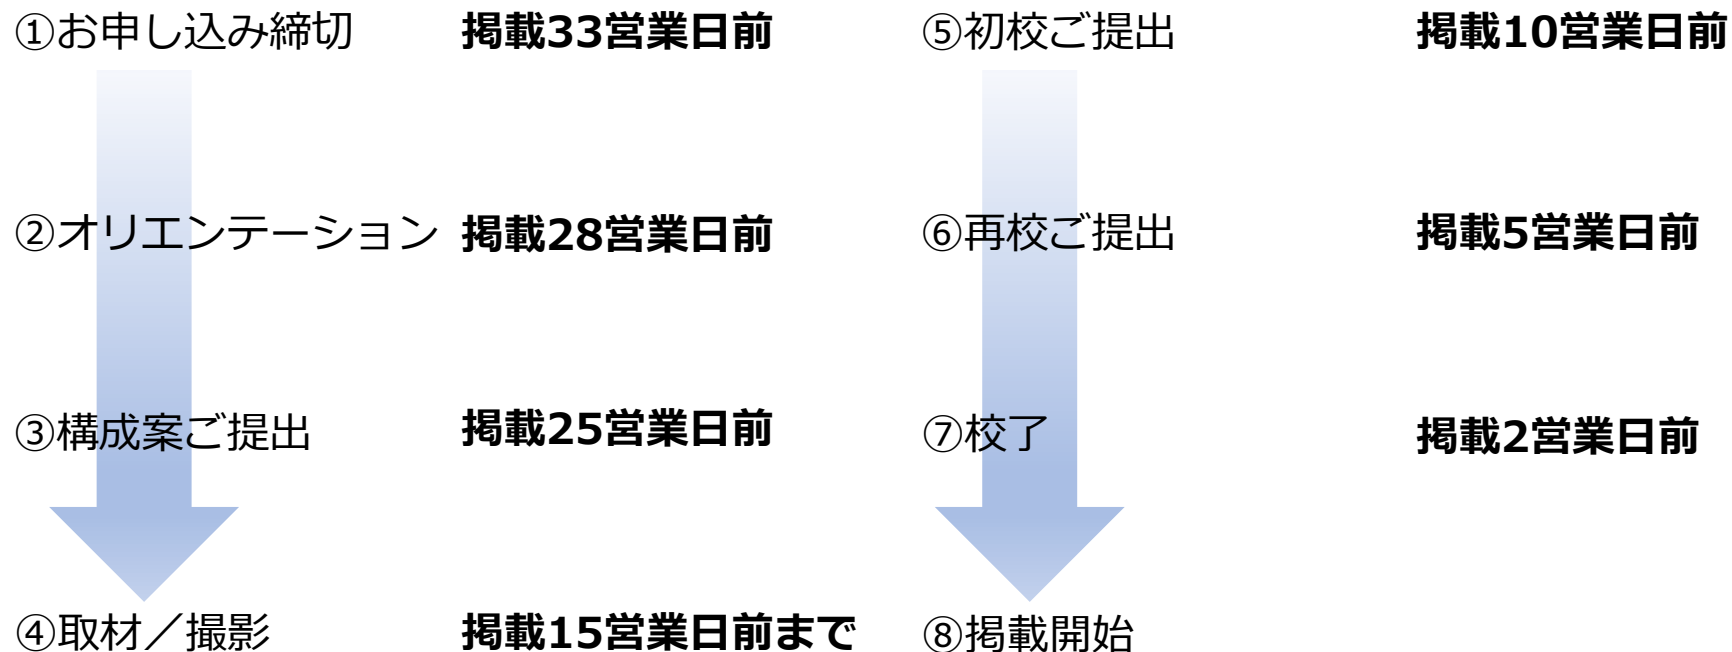 ①お申し込み締切 掲載33営業日前
②オリエンテーション 掲載28営業日前
③構成案ご提出 掲載25営業日前
④取材／撮影 掲載15営業日前まで
⑤初校ご提出 掲載10営業日前
⑥再校ご提出 掲載5営業日前
⑦校了 掲載2営業日前
⑧掲載開始